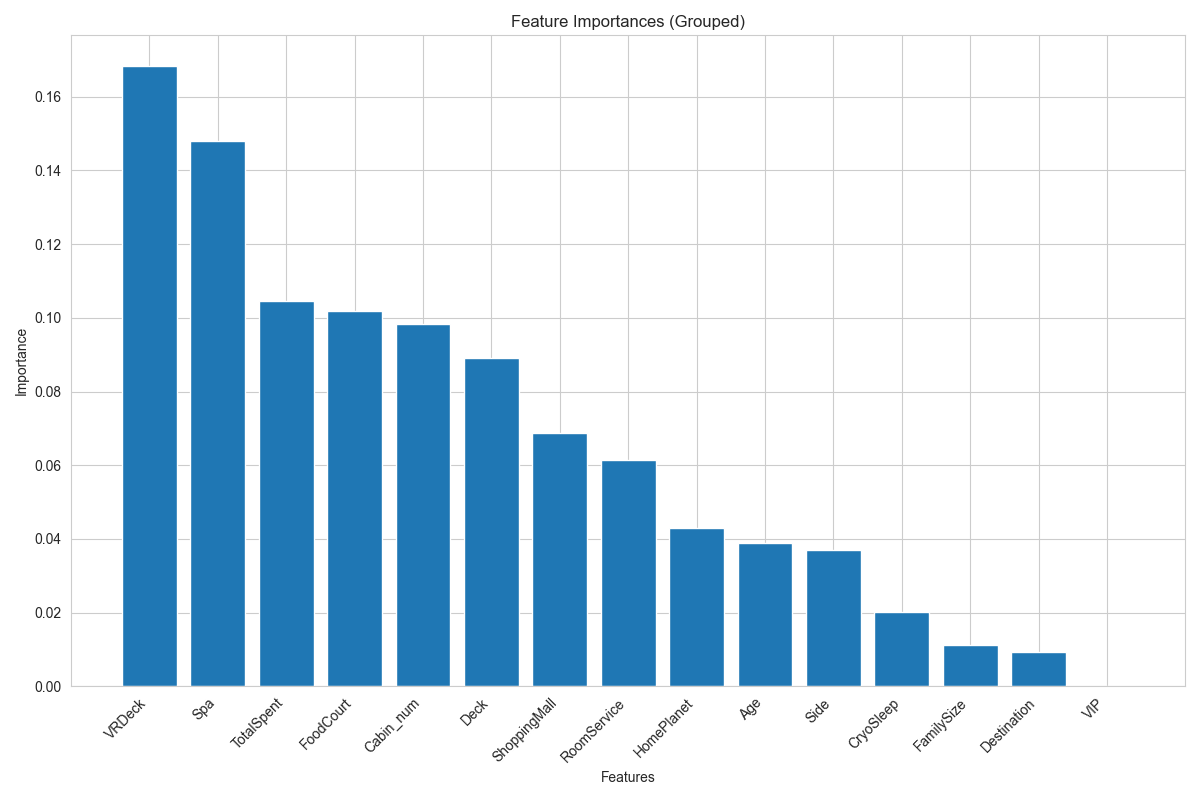 Feature Importances (Grouped)
Importance
0.16
0.14
0.12
0.10
0.08
0.06
0.04
0.02
0.00
VRDeck
Spa
TotalSpent
FoodCourt
Cabin_num
Deck
ShoppingMall
RoomService
HomePlanet
Age
Side
CryoSleep
FamilySize
Destination
VIP
Features